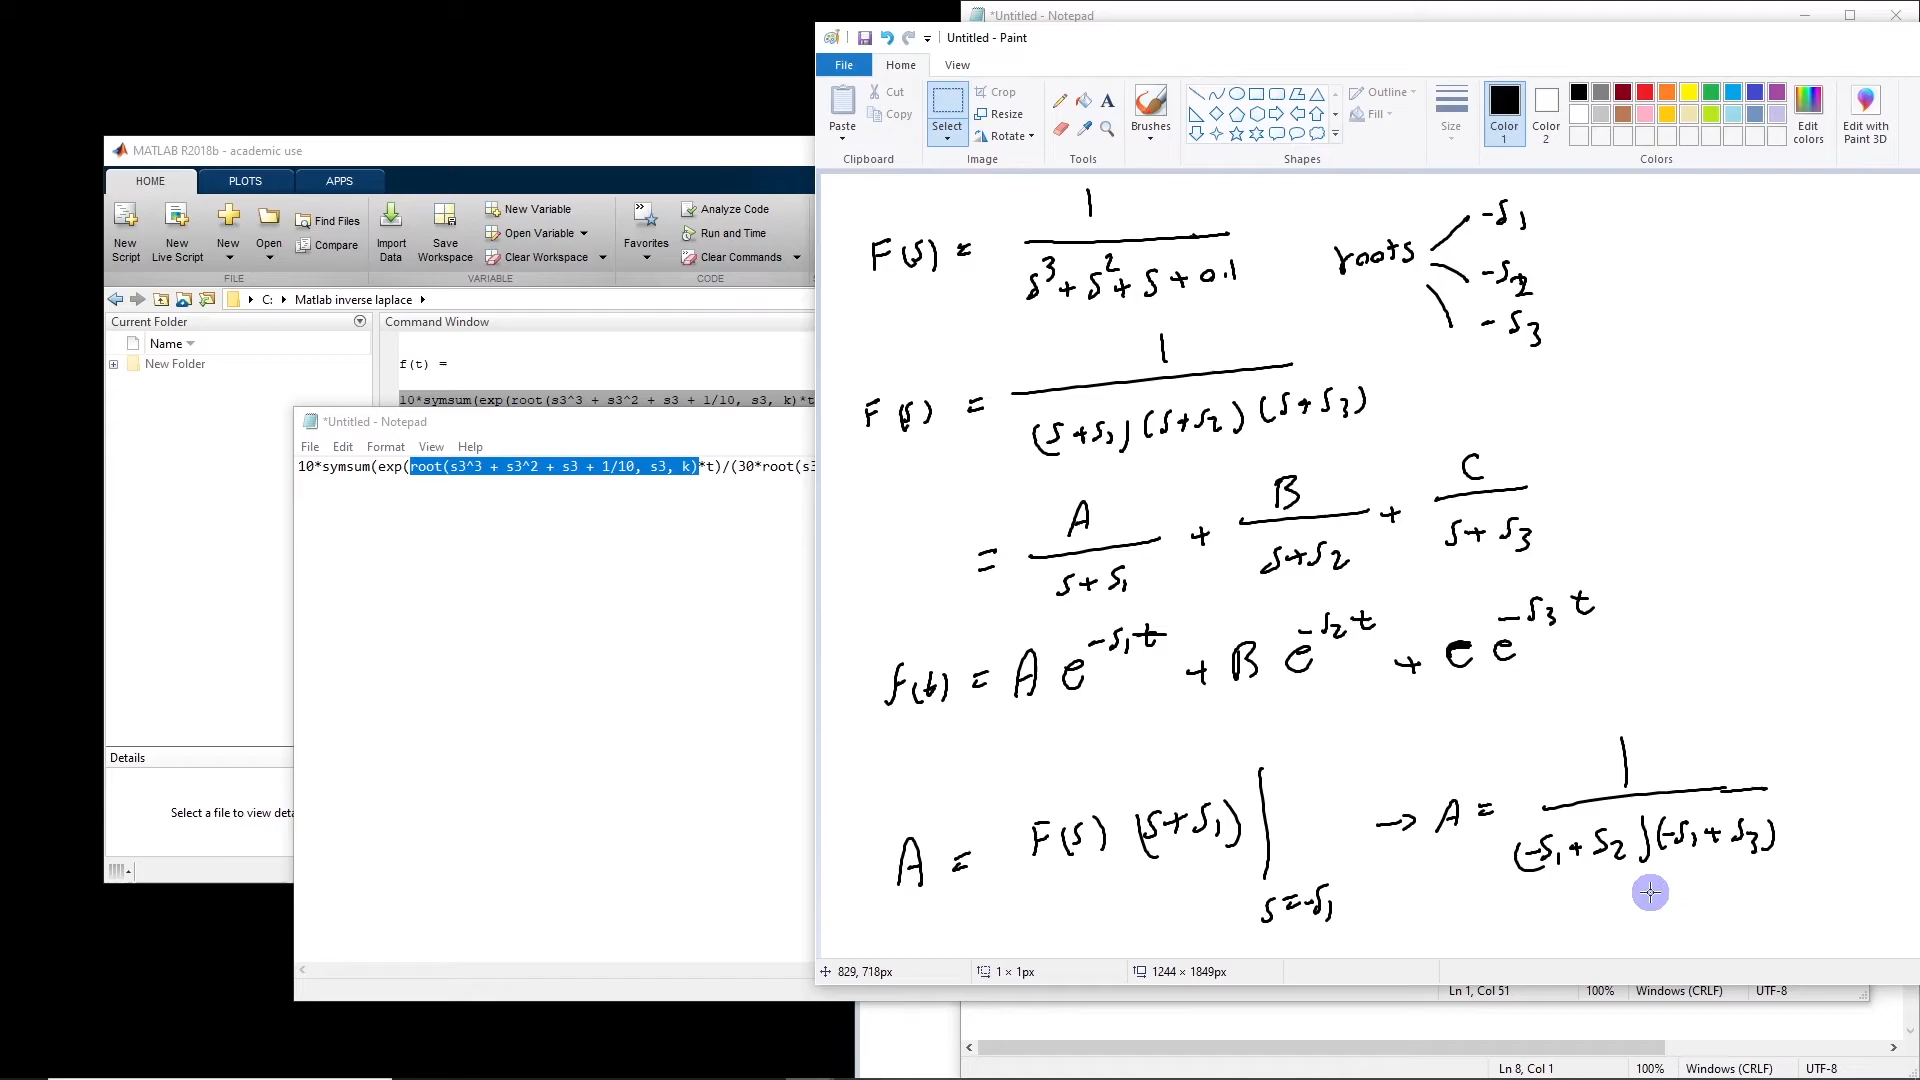 *Untitled - Notepad
Untitled - Paint
File Home View
Cut
Copy
Paste
Clipboard
Select
Crop
Resize
Rotate
Image
Tools
Brushes
Shapes
Outline
Fill
Size
Color 1
Color 2
Edit colors
Edit with Paint 3D
Colors
MATLAB R2018b - academic use
HOME PLOTS APPS
New Script
New Live Script
New
Open
Find Files
Compare
FILE
Import Data
Save Workspace
New Variable
Open Variable
Clear Workspace
VARIABLE
Favorites
Analyze Code
Run and Time
Clear Commands
CODE
C: Matlab inverse laplace
Current Folder
Name
New Folder
Details
Select a file to view deta
Command Window
f(t) =
10*symsum(exp(root(s3^3 + s3^2 + s3 + 1/10, s3, k)*t
*Untitled - Notepad
File Edit Format View Help
10*symsum(exp(root(s3^3 + s3^2 + s3 + 1/10, s3, k)*t)/(30*root(s3
F(s) = 1 / s^3 + s^2 + s + 0.1
roots -s1 -s2 -s3
F(s) = 1 / (s+s1)(s+s2)(s+s3)
= A / s+s1 + B / s+s2 + C / s+s3
f(t) = A e^-s1t + B e^-s2t + C e^-s3t
A = F(s) (s+s1) | s=-s1 → A = 1 / (-s1+s2)(-s1+s3)
829, 718px
1 × 1px
1244 × 1849px
Ln 1, Col 51 100% Windows (CRLF) UTF-8
Ln 8, Col 1 100% Windows (CRLF) UTF-8